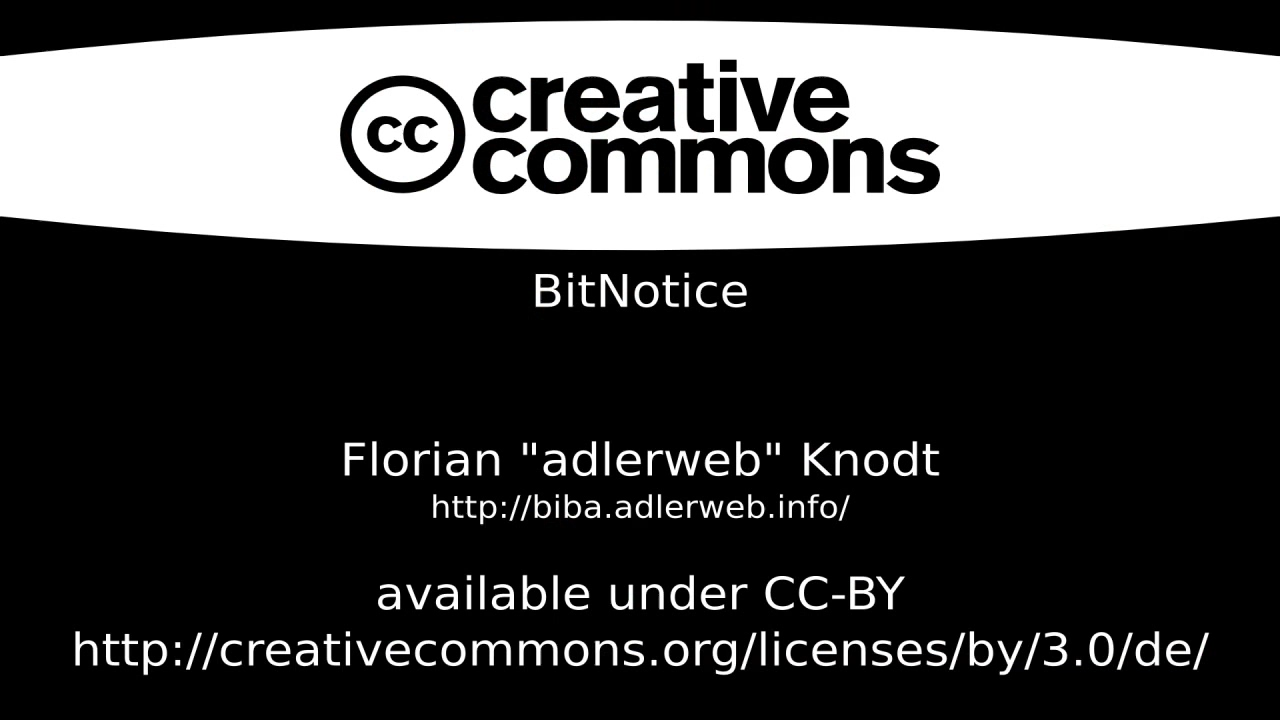 cc creative
commons
BitNotice
Florian "adlerweb" Knodt
http://biba.adlerweb.info/
available under CC-BY
http://creativecommons.org/licenses/by/3.0/de/